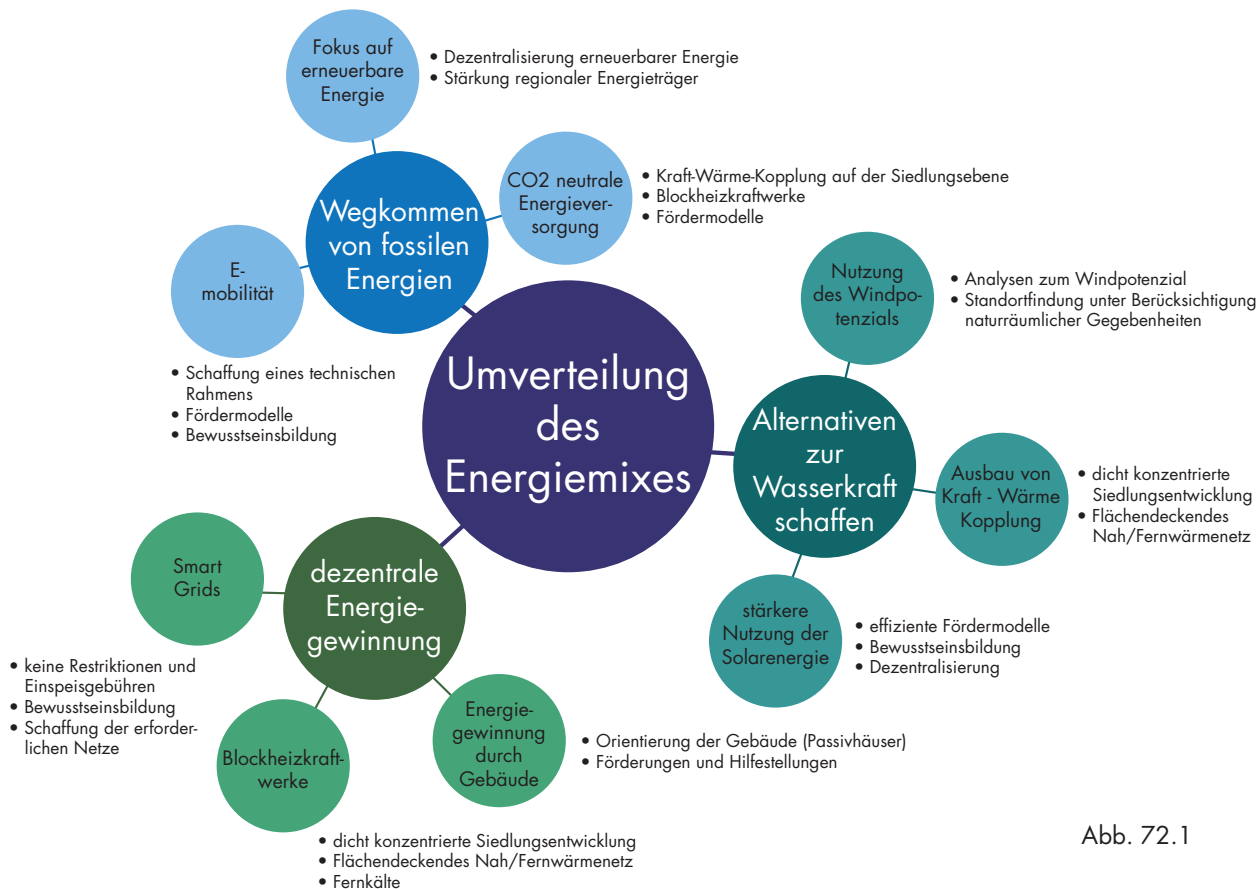 Fokus auf
erneuerbare
Energie
• Dezentralisierung erneuerbarer Energie
• Stärkung regionaler Energieträger
CO2 neutrale
Energiever-
sorgung
• Kraft-Wärme-Kopplung auf der Siedlungsebene
• Blockheizkraftwerke
• Fördermodelle
Wegkommen
von fossilen
Energien
E-
mobilität
• Schaffung eines technischen
Rahmens
• Fördermodelle
• Bewusstseinsbildung
Umverteilung
des
Energiemixes
Nutzung
des Windpo-
tenzials
• Analysen zum Windpotenzial
• Standortfindung unter Berücksichtigung
naturräumlicher Gegebenheiten
Alternativen
zur
Wasserkraft
schaffen
Ausbau von
Kraft - Wärme
Kopplung
• dicht konzentrierte
Siedlungsentwicklung
• Flächendeckendes
Nah/Fernwärmenetz
stärkere
Nutzung der
Solarenergie
• effiziente Fördermodelle
• Bewusstseinsbildung
• Dezentralisierung
Smart
Grids
dezentrale
Energie-
gewinnung
• keine Restriktionen und
Einspeisgebühren
• Bewusstseinsbildung
• Schaffung der erforder-
lichen Netze
Blockheizkraft-
werke
• dicht konzentrierte Siedlungsentwicklung
• Flächendeckendes Nah/Fernwärmenetz
• Fernkälte
Energie-
gewinnung
durch
Gebäude
• Orientierung der Gebäude (Passivhäuser)
• Förderungen und Hilfestellungen
Abb. 72.1